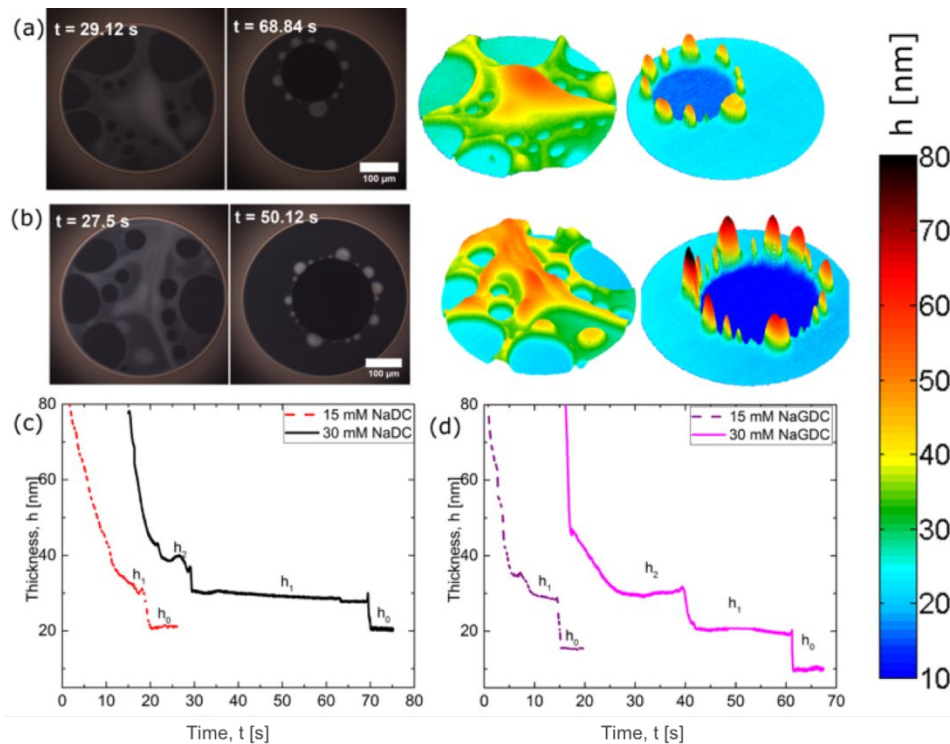 (a)
t = 29.12 s
t = 68.84 s
100 µm
(b)
t = 27.5 s
t = 50.12 s
100 µm
h [nm]
80
70
60
50
40
30
20
10
(c)
15 mM NaDC
30 mM NaDC
Thickness, h [nm]
80
60
40
20
h1
h0
h2
h1
h0
0 10 20 30 40 50 60 70 80
Time, t [s]
(d)
15 mM NaGDC
30 mM NaGDC
Thickness, h [nm]
80
60
40
20
h1
h0
h2
h1
h0
0 10 20 30 40 50 60 70
Time, t [s]